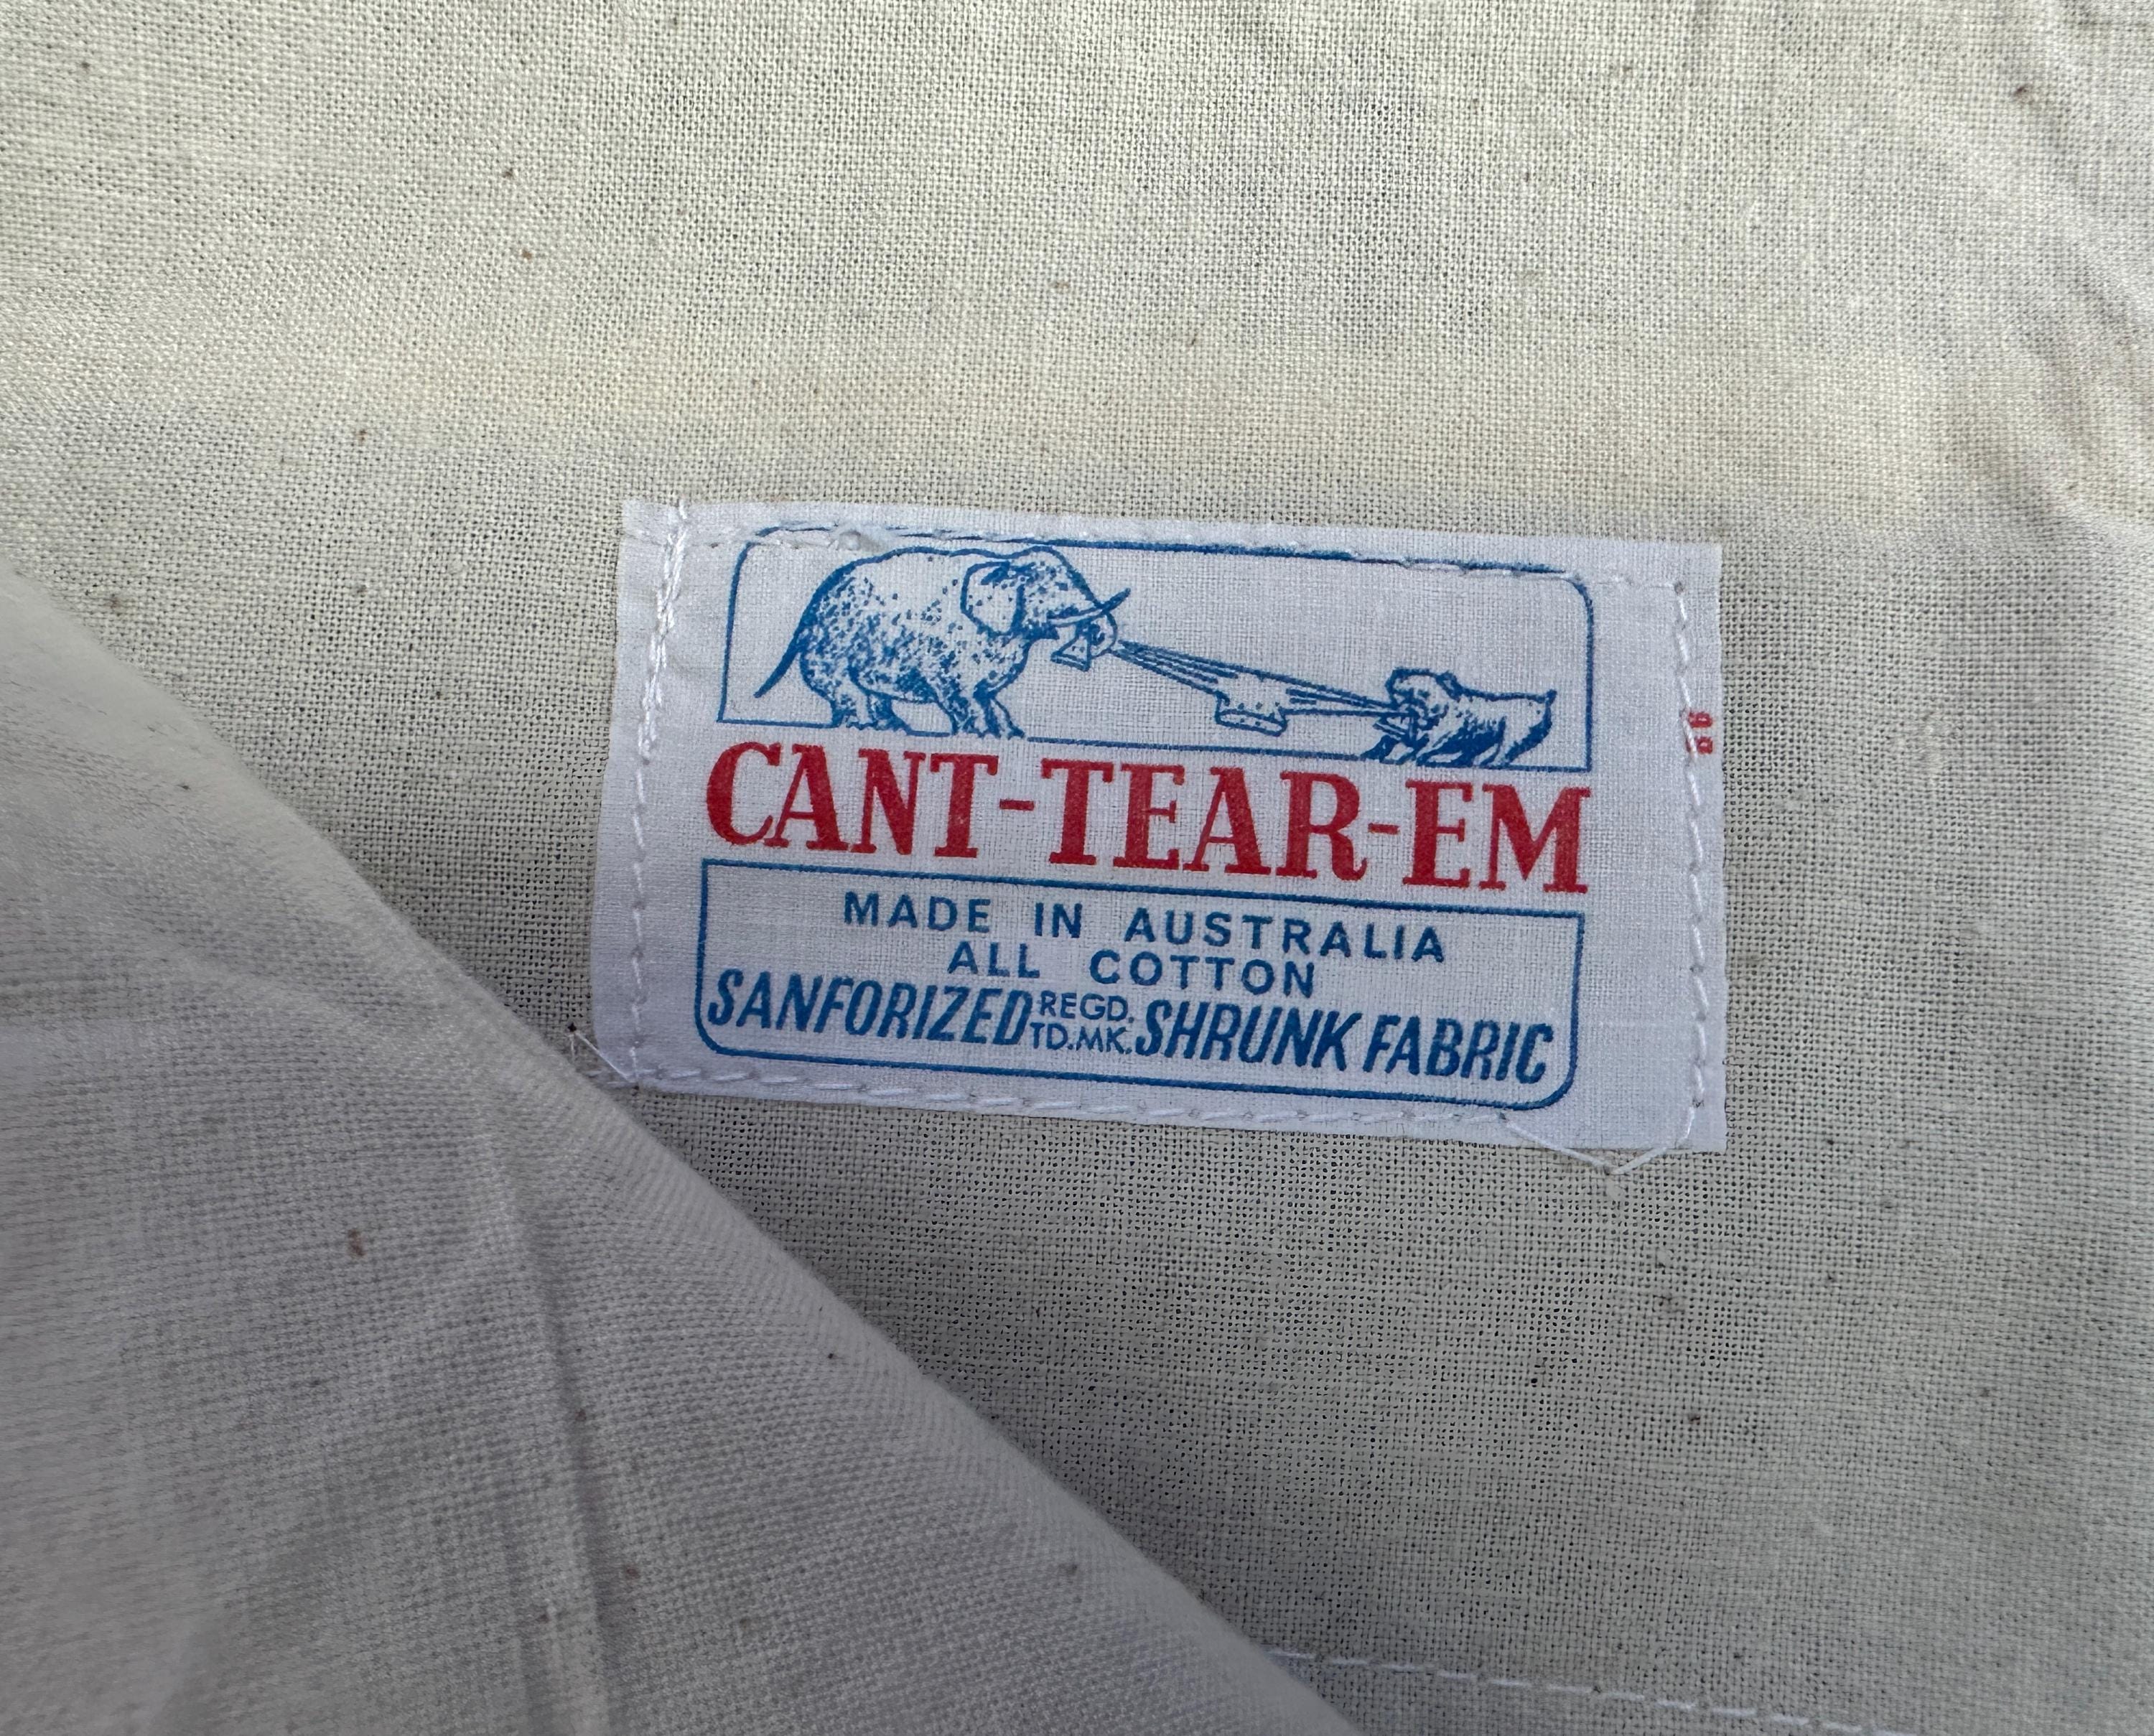 CANT-TEAR-EM
MADE IN AUSTRALIA
ALL COTTON
SANFORIZED REGD. TD.MK. SHRUNK FABRIC